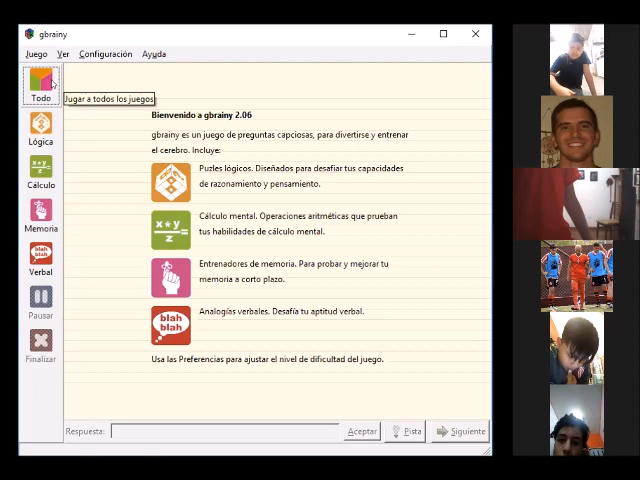 gbrainy
Juego Ver Configuración Ayuda
Todo
Jugar a todos los juegos
Lógica
x+y
z =
Cálculo
Memoria
blah
blah
Verbal
Pausar
Finalizar
Bienvenido a gbrainy 2.06
gbrainy es un juego de preguntas capciosas, para divertirse y entrenar
el cerebro. Incluye:
Puzles lógicos. Diseñados para desafiar tus capacidades
de razonamiento y pensamiento.
x*y
z =
Cálculo mental. Operaciones aritméticas que prueban
tus habilidades de cálculo mental.
Entrenadores de memoria. Para probar y mejorar tu
memoria a corto plazo.
blah
blah
Analogías verbales. Desafía tu aptitud verbal.
Usa las Preferencias para ajustar el nivel de dificultad del juego.
Respuesta: Aceptar Pista Siguiente